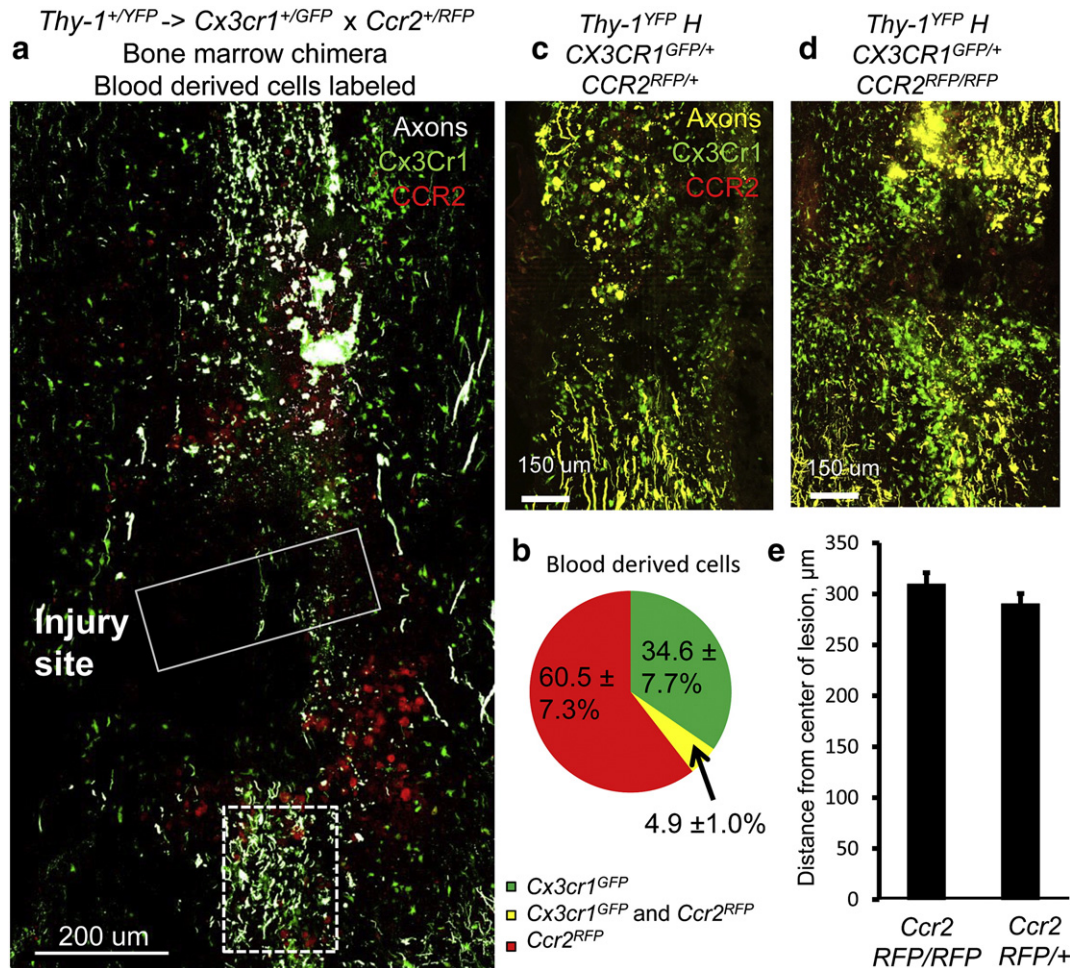 Thy-1+/YFP -> Cx3cr1+/GFP x Ccr2+/RFP
a
Bone marrow chimera
Blood derived cells labeled
Axons
Cx3Cr1
CCR2
Injury
site
200 um
c
Thy-1YFP H
CX3CR1GFP/+
CCR2RFP/+
Axons
Cx3Cr1
CCR2
150 um
d
Thy-1YFP H
CX3CR1GFP/+
CCR2RFP/RFP
150 um
b
Blood derived cells
34.6 ±
7.7%
60.5 ±
7.3%
4.9 ±1.0%
Cx3cr1GFP
Cx3cr1GFP and Ccr2RFP
Ccr2RFP
e
Distance from center of lesion, µm
350
300
250
200
150
100
50
0
Ccr2
RFP/RFP
Ccr2
RFP/+